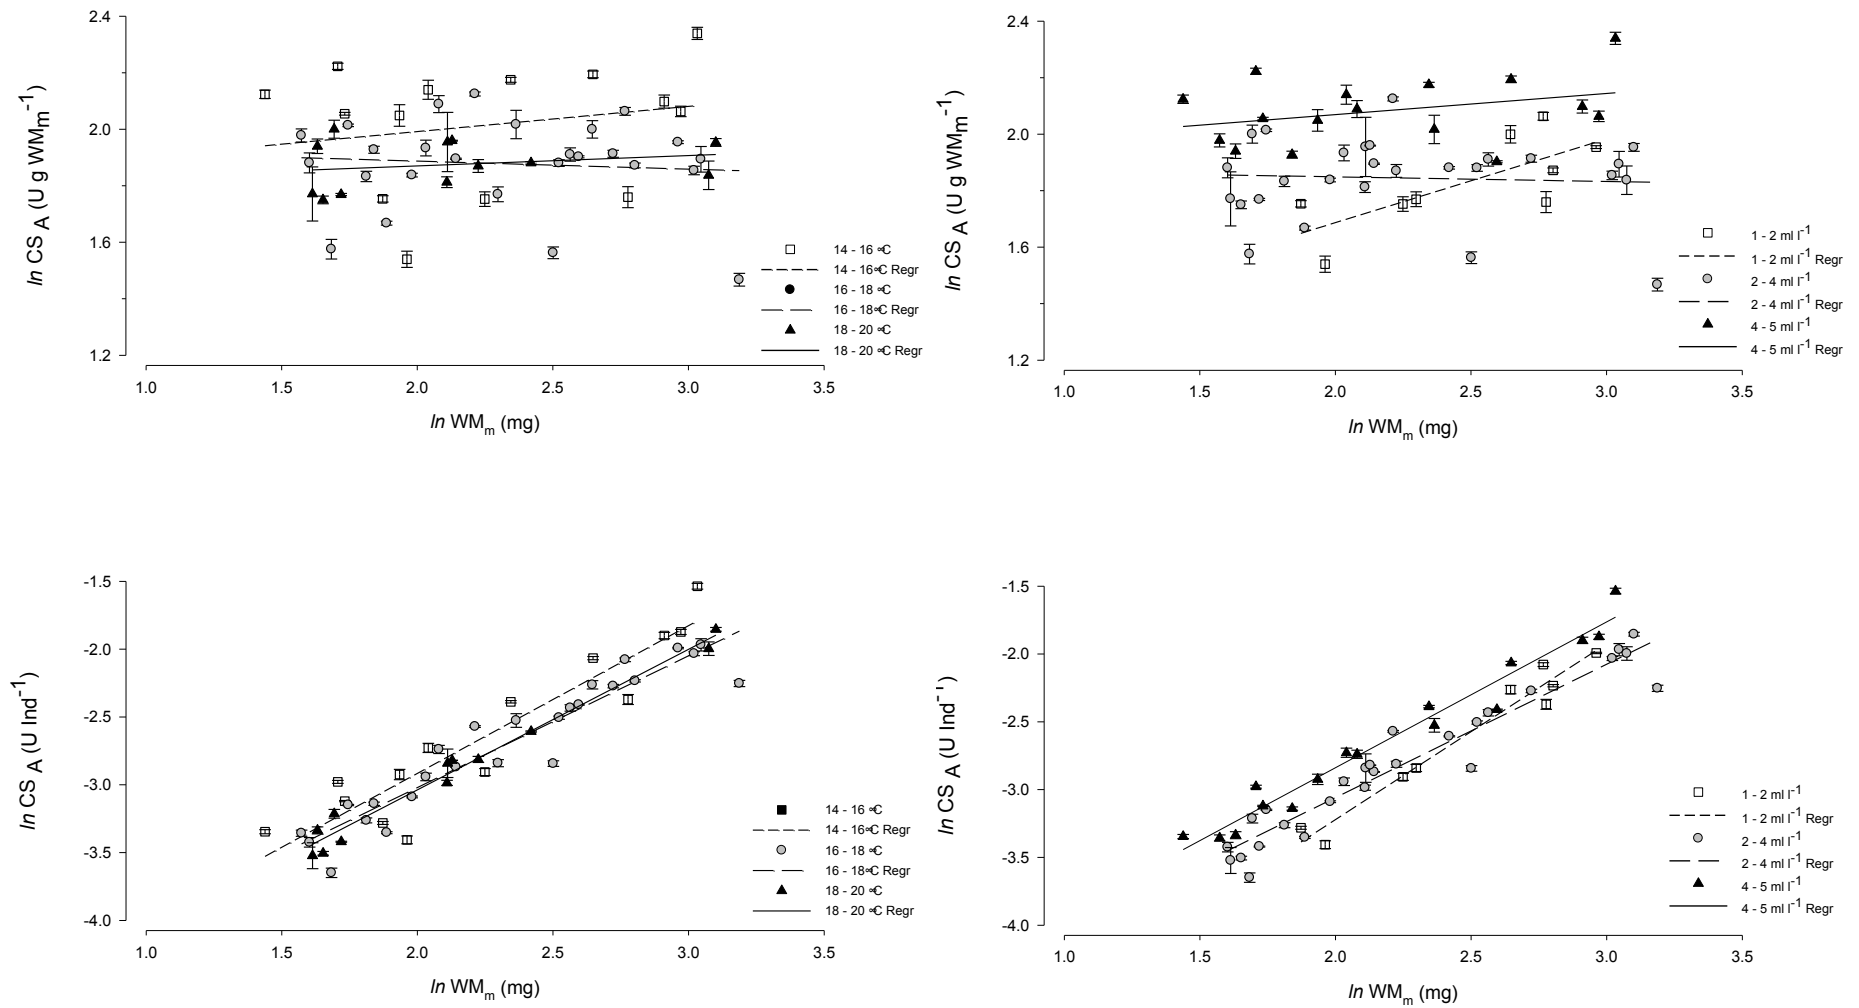 2.4
2.0
1.6
1.2
ln CS A (U g WMm-1)
14 - 16 ∞C
14 - 16∞C Regr
16 - 18 ∞C
16 - 18∞C Regr
18 - 20 ∞C
18 - 20 ∞C Regr
1.0 1.5 2.0 2.5 3.0 3.5
ln WMm (mg)
2.4
2.0
1.6
1.2
ln CS A (U g WMm-1)
1 - 2 ml l-1
1 - 2 ml l-1 Regr
2 - 4 ml l-1
2 - 4 ml l-1 Regr
4 - 5 ml l-1
4 - 5 ml l-1 Regr
1.0 1.5 2.0 2.5 3.0 3.5
ln WMm (mg)
-1.5
-2.0
-2.5
-3.0
-3.5
-4.0
ln CS A (U Ind-1)
14 - 16 ∞C
14 - 16∞C Regr
16 - 18 ∞C
16 - 18∞C Regr
18 - 20 ∞C
18 - 20 ∞C Regr
1.0 1.5 2.0 2.5 3.0 3.5
ln WMm (mg)
-1.5
-2.0
-2.5
-3.0
-3.5
-4.0
ln CS A (U Ind-1)
1 - 2 ml l-1
1 - 2 ml l-1 Regr
2 - 4 ml l-1
2 - 4 ml l-1 Regr
4 - 5 ml l-1
4 - 5 ml l-1 Regr
1.0 1.5 2.0 2.5 3.0 3.5
ln WMm (mg)